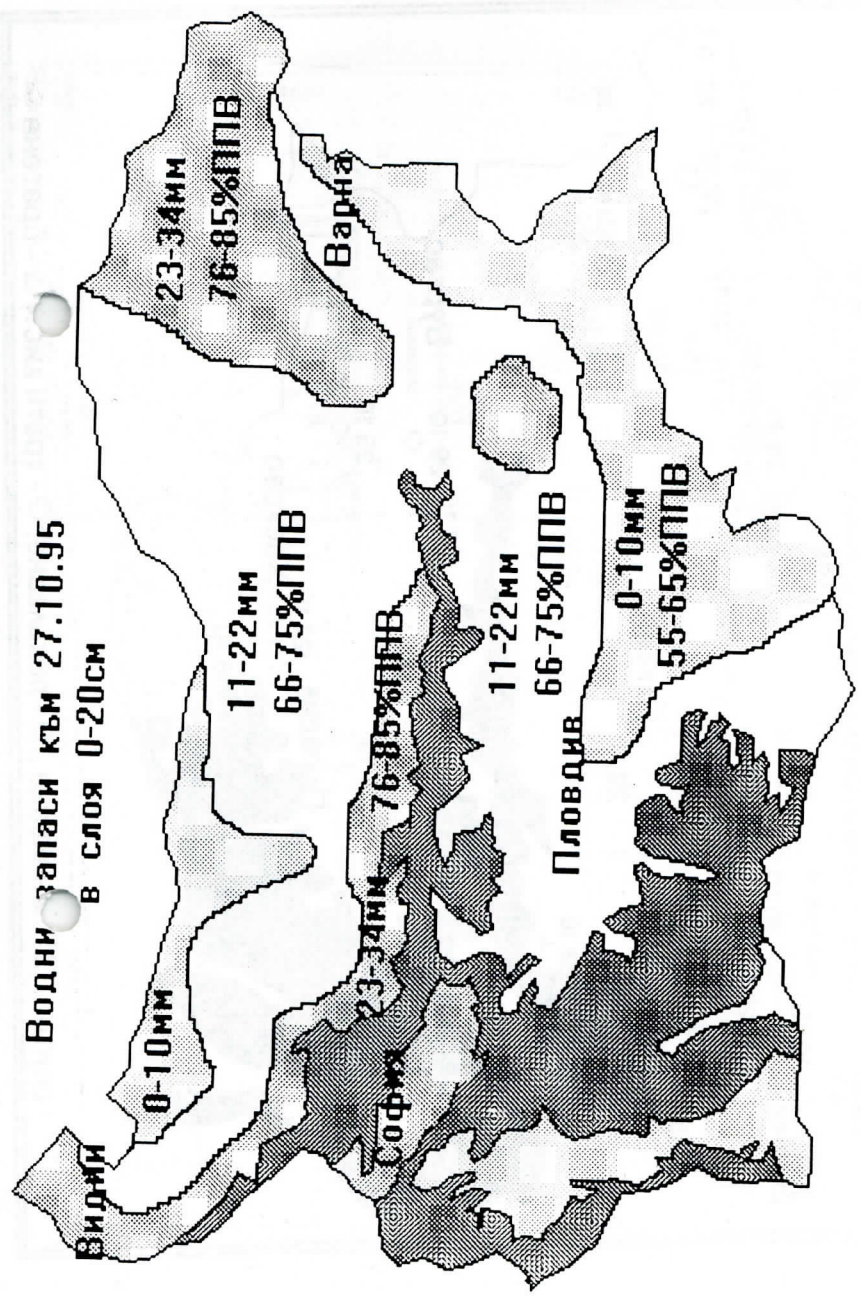 Водни запаси към 27.10.95
в слоя 0-20см
Видин
0-10мм
11-22мм
66-75%ППВ
23-34мм
76-85%ППВ
Варна
23-34мм
76-85%ППВ
София
11-22мм
66-75%ППВ
Пловдив
0-10мм
55-65%ППВ